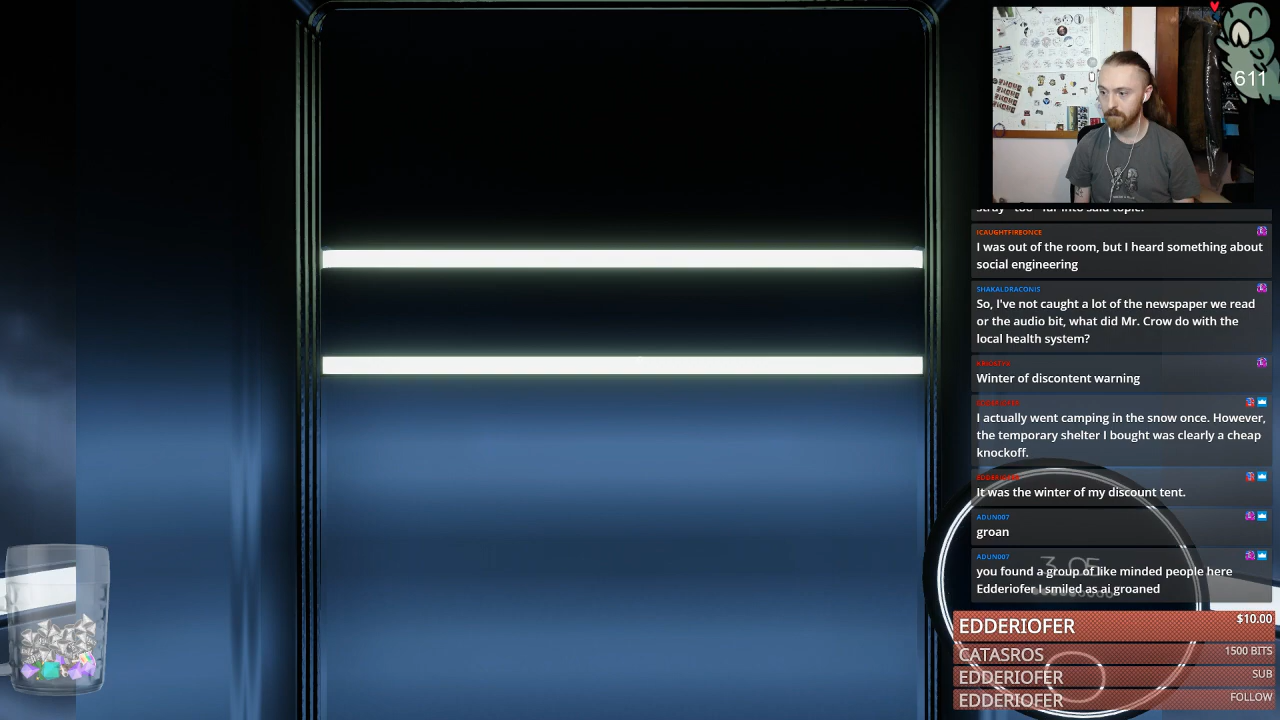 611
ICAUGHTFIREONCE
I was out of the room, but I heard something about
social engineering
SHAKALDRACONIS
So, I've not caught a lot of the newspaper we read
or the audio bit, what did Mr. Crow do with the
local health system?
Winter of discontent warning
EDDERIOFER
I actually went camping in the snow once. However,
the temporary shelter I bought was clearly a cheap
knockoff.
EDDERIOFER
It was the winter of my discount tent.
ADUN007
groan
ADUN007
you found a group of like minded people here
Edderiofer I smiled as ai groaned
EDDERIOFER $10.00
CATASROS 1500 BITS
EDDERIOFER SUB
EDDERIOFER FOLLOW